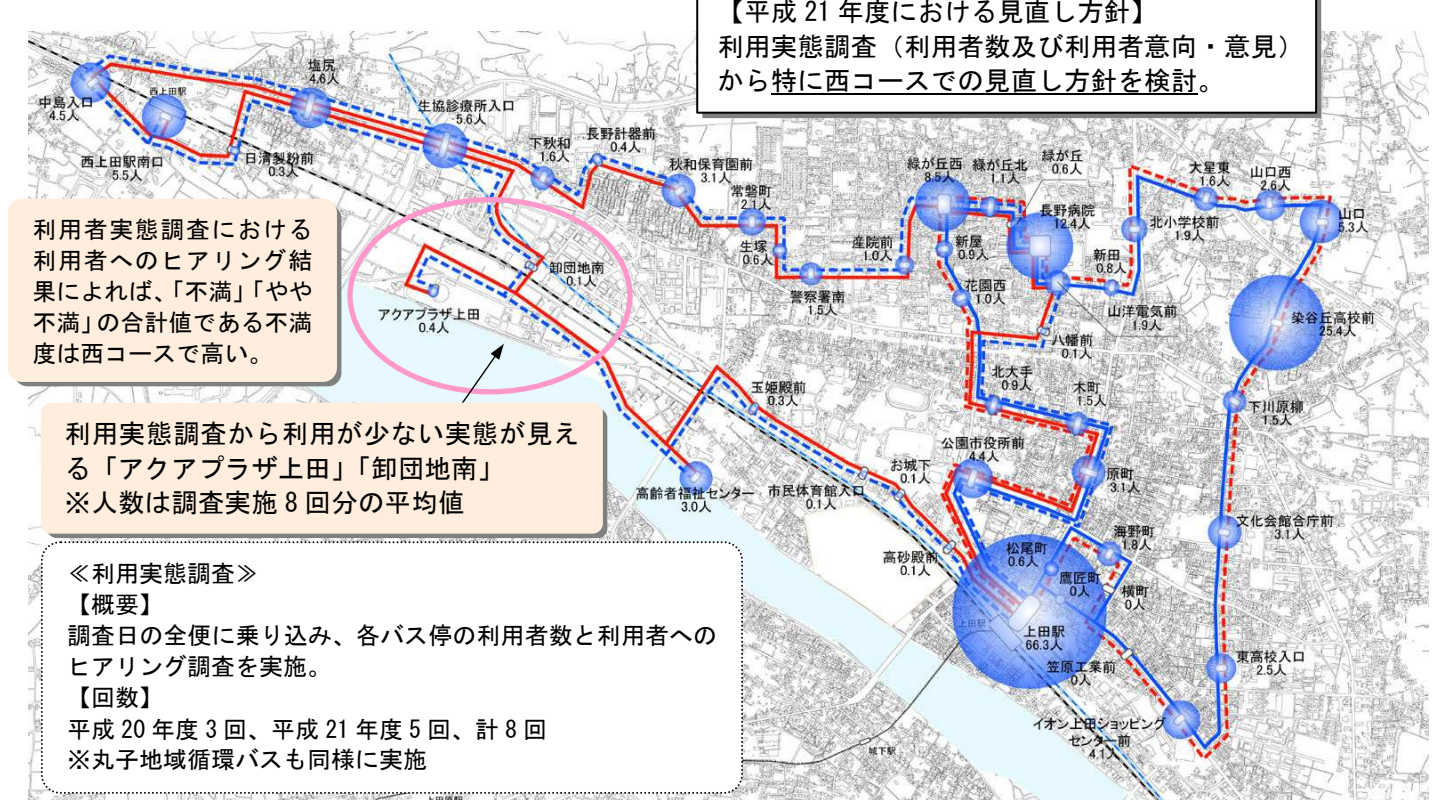 【平成 21 年度における見直し方針】
利用実態調査（利用者数及び利用者意向・意見）
から特に西コースでの見直し方針を検討。
中島入口
4.5人
西上田駅
西上田駅南口
5.5人
日清製粉前
0.3人
塩尻
4.6人
生協診療所入口
5.6人
下秋和
1.6人
長野計器前
0.4人
秋和保育園前
3.1人
常磐町
2.1人
生塚
0.6人
警察署南
1.5人
産院前
1.0人
緑が丘西
8.5人
緑が丘北
1.1人
緑が丘
0.6人
長野病院
12.4人
新屋
0.9人
花園西
1.0人
八幡前
0.1人
山洋電気前
1.9人
新田
0.8人
北小学校前
1.9人
大星東
1.6人
山口西
2.6人
山口
5.3人
染谷丘高校前
25.4人
下川原柳
1.5人
文化会館合庁前
3.1人
東高校入口
2.5人
イオン上田ショッピング
センター前
4.1人
笠原工業前
0人
横町
0人
鷹匠町
0人
海野町
1.8人
松尾町
0.6人
上田駅
上田駅
66.3人
原町
3.1人
木町
1.5人
北大手
0.9人
公園市役所前
4.4人
高砂殿前
0.1人
お城下
0.1人
市民体育館入口
0.1人
玉姫殿前
0.3人
高齢者福祉センター
3.0人
アクアプラザ上田
0.4人
卸団地南
0.1人
城下駅
上田原駅
利用者実態調査における
利用者へのヒアリング結
果によれば、「不満」「やや
不満」の合計値である不満
度は西コースで高い。
利用実態調査から利用が少ない実態が見え
る「アクアプラザ上田」「卸団地南」
※人数は調査実施 8 回分の平均値
≪利用実態調査≫
【概要】
調査日の全便に乗り込み、各バス停の利用者数と利用者への
ヒアリング調査を実施。
【回数】
平成 20 年度 3 回、平成 21 年度 5 回、計 8 回
※丸子地域循環バスも同様に実施